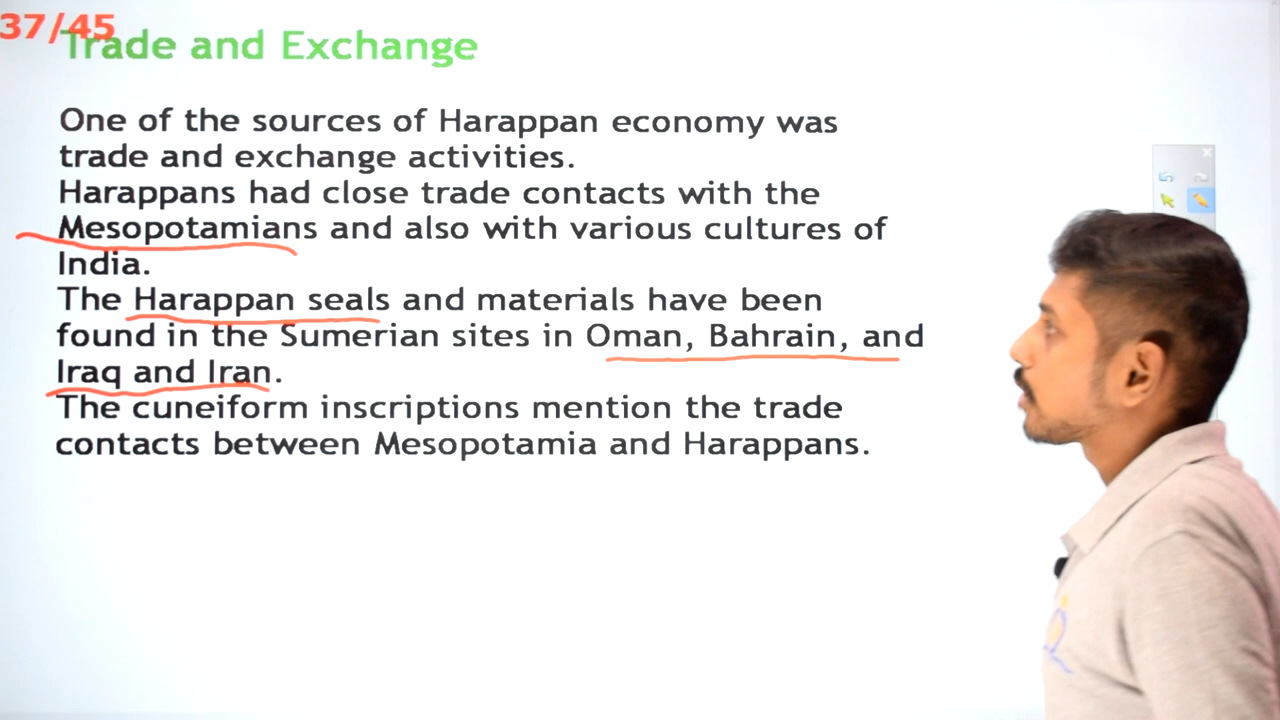 37/45
Trade and Exchange
One of the sources of Harappan economy was
trade and exchange activities.
Harappans had close trade contacts with the
Mesopotamians and also with various cultures of
India.
The Harappan seals and materials have been
found in the Sumerian sites in Oman, Bahrain, and
Iraq and Iran.
The cuneiform inscriptions mention the trade
contacts between Mesopotamia and Harappans.